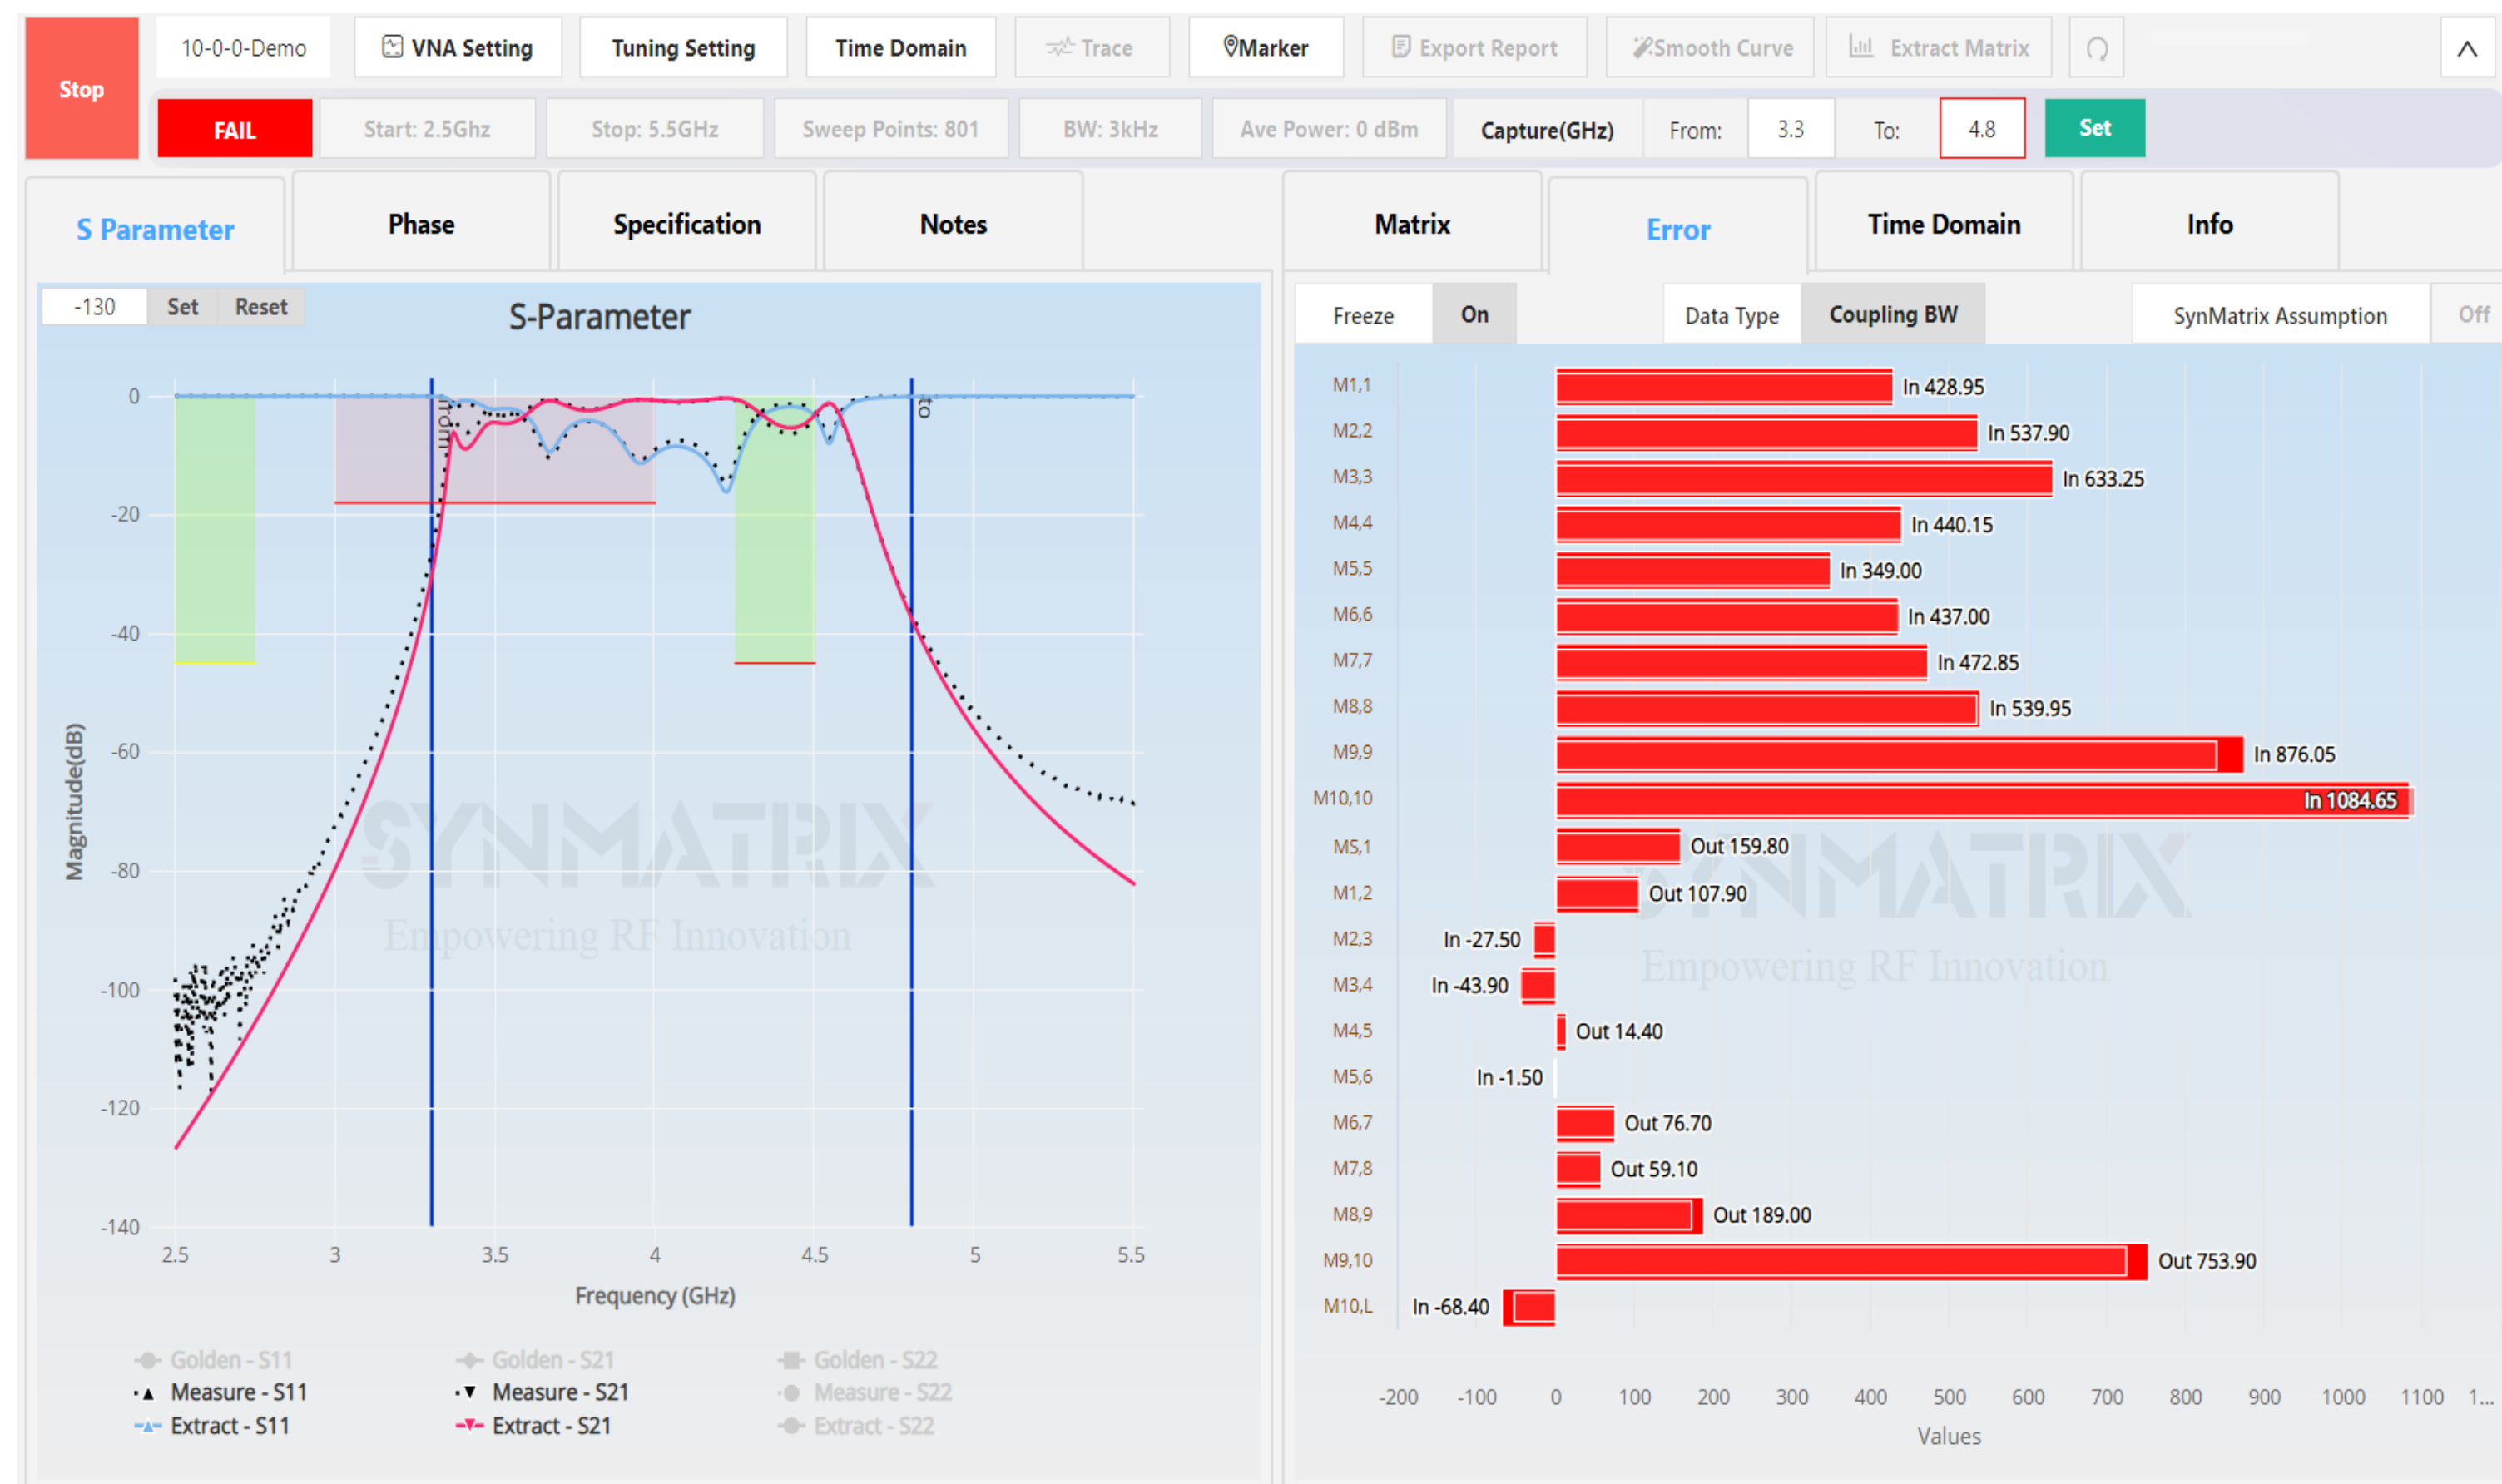 Stop
10-0-0-Demo
VNA Setting
Tuning Setting
Time Domain
Trace
Marker
Export Report
Smooth Curve
Extract Matrix
FAIL
Start: 2.5Ghz
Stop: 5.5GHz
Sweep Points: 801
BW: 3kHz
Ave Power: 0 dBm
Capture(GHz)
From:
3.3
To:
4.8
Set
S Parameter
Phase
Specification
Notes
-130
Set
Reset
S-Parameter
from
to
0
-20
-40
-60
-80
-100
-120
-140
Magnitude(dB)
SYNMATRIX
Empowering RF Innovation
2.5
3
3.5
4
4.5
5
5.5
Frequency (GHz)
Golden - S11
Golden - S21
Golden - S22
Measure - S11
Measure - S21
Measure - S22
Extract - S11
Extract - S21
Extract - S22
Matrix
Error
Time Domain
Info
Freeze
On
Data Type
Coupling BW
SynMatrix Assumption
Off
M1,1
In 428.95
M2,2
In 537.90
M3,3
In 633.25
M4,4
In 440.15
M5,5
In 349.00
M6,6
In 437.00
M7,7
In 472.85
M8,8
In 539.95
M9,9
In 876.05
M10,10
In 1084.65
MS,1
Out 159.80
M1,2
Out 107.90
M2,3
In -27.50
M3,4
In -43.90
M4,5
Out 14.40
M5,6
In -1.50
M6,7
Out 76.70
M7,8
Out 59.10
M8,9
Out 189.00
M9,10
Out 753.90
M10,L
In -68.40
SYNMATRIX
Empowering RF Innovation
-200
-100
0
100
200
300
400
500
600
700
800
900
1000
1100
1...
Values